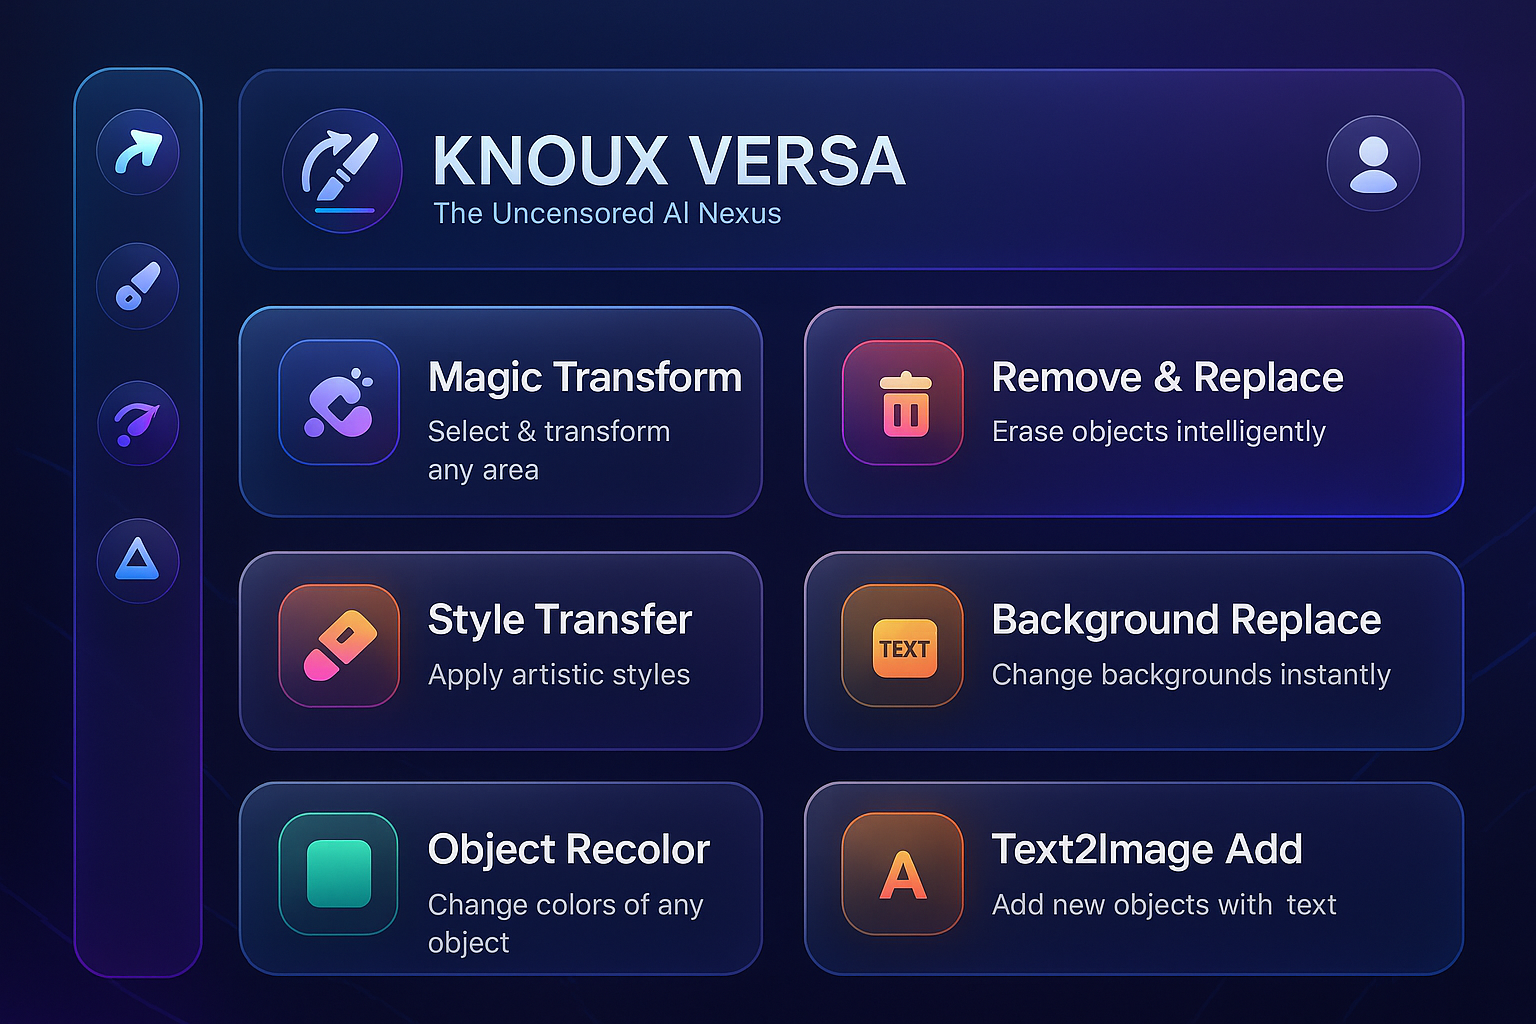 KNOUX VERSA
The Uncensored AI Nexus
Magic Transform
Select & transform
any area
Remove & Replace
Erase objects intelligently
Style Transfer
Apply artistic styles
TEXT
Background Replace
Change backgrounds instantly
Object Recolor
Change colors of any
object
A
Text2Image Add
Add new objects with text